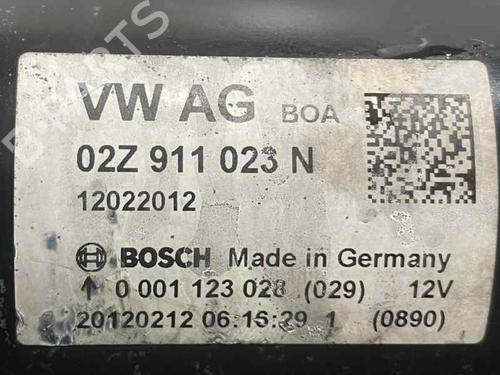 VW AG BOA
02Z 911 023 N
12022012
BOSCH Made in Germany
↑ 0 001 123 028 (029) 12V
20120212 06:15:29 1 (0890)